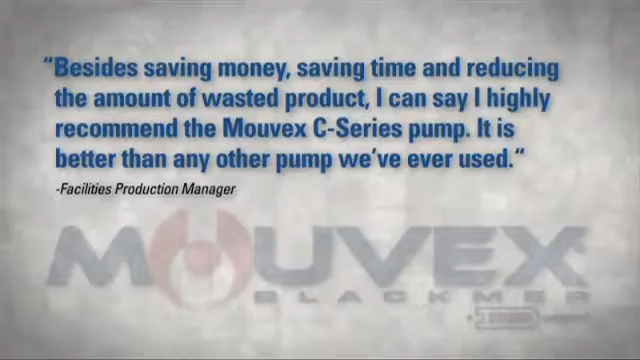 “Besides saving money, saving time and reducing
the amount of wasted product, I can say I highly
recommend the Mouvex C-Series pump. It is
better than any other pump we’ve ever used.“
-Facilities Production Manager
MOUVEX
BLACKMER